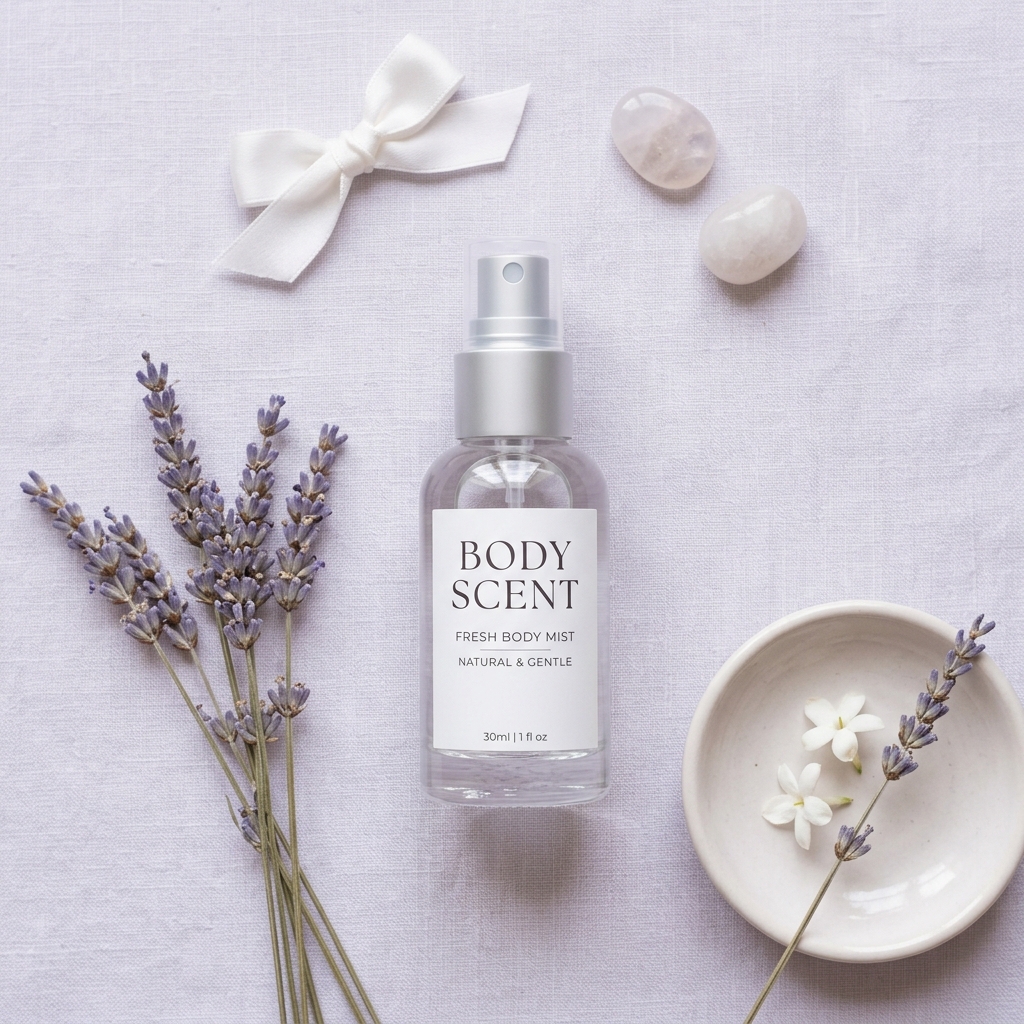 BODY
SCENT
FRESH BODY MIST
NATURAL & GENTLE
30ml | 1 fl oz